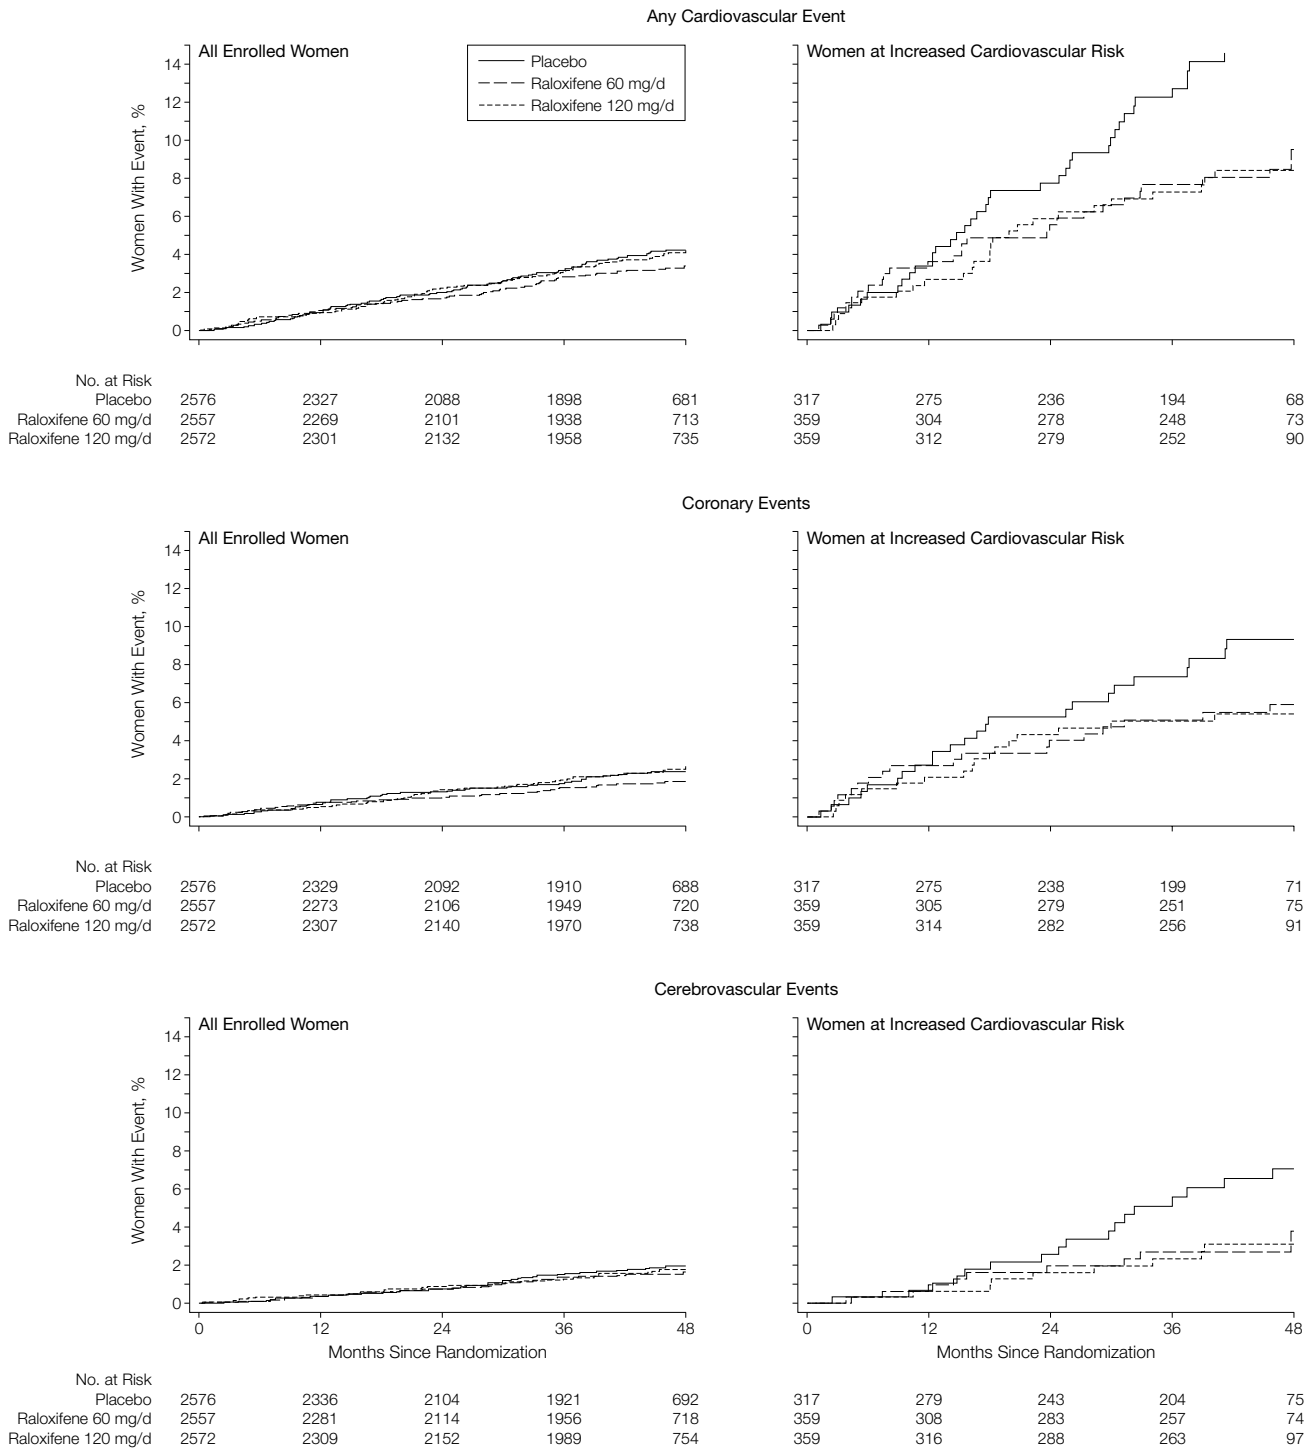 Any Cardiovascular Event
All Enrolled Women
Placebo
Raloxifene 60 mg/d
Raloxifene 120 mg/d
Women at Increased Cardiovascular Risk
Women With Event, %
14
12
10
8
6
4
2
0
No. at Risk
Placebo 2576 2327 2088 1898 681 317 275 236 194 68
Raloxifene 60 mg/d 2557 2269 2101 1938 713 359 304 278 248 73
Raloxifene 120 mg/d 2572 2301 2132 1958 735 359 312 279 252 90
Coronary Events
All Enrolled Women
Women at Increased Cardiovascular Risk
Women With Event, %
14
12
10
8
6
4
2
0
No. at Risk
Placebo 2576 2329 2092 1910 688 317 275 238 199 71
Raloxifene 60 mg/d 2557 2273 2106 1949 720 359 305 279 251 75
Raloxifene 120 mg/d 2572 2307 2140 1970 738 359 314 282 256 91
Cerebrovascular Events
All Enrolled Women
Women at Increased Cardiovascular Risk
Women With Event, %
14
12
10
8
6
4
2
0
0 12 24 36 48 0 12 24 36 48
Months Since Randomization
Months Since Randomization
No. at Risk
Placebo 2576 2336 2104 1921 692 317 279 243 204 75
Raloxifene 60 mg/d 2557 2281 2114 1956 718 359 308 283 257 74
Raloxifene 120 mg/d 2572 2309 2152 1989 754 359 316 288 263 97